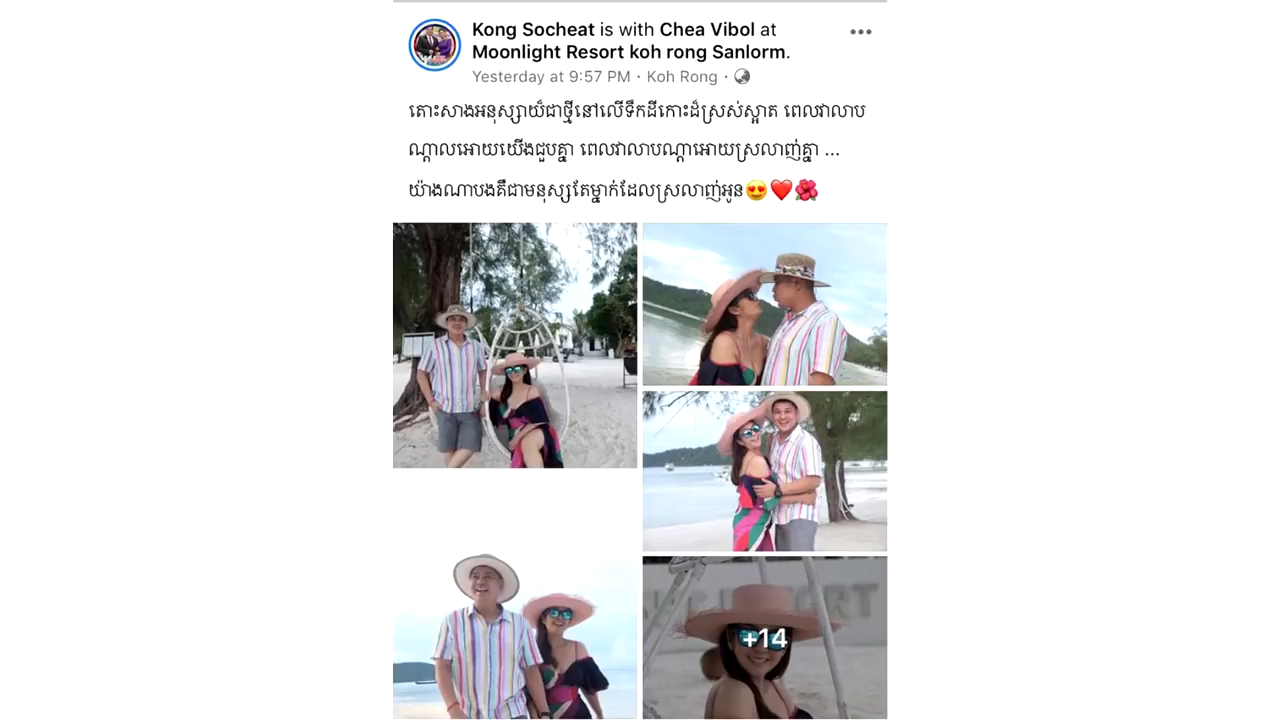 Kong Socheat is with Chea Vibol at
Moonlight Resort koh rong Sanlorm.
Yesterday at 9:57 PM · Koh Rong ·
តោះសាងអនុស្សាយ៍ជាថ្មីនៅលើទឹកដីកោះដ៏ស្រស់ស្អាត ពេលវាលាប
ណ្តាលអោយយើងជួបគ្នា ពេលវាលាបណ្តាអោយស្រលាញ់គ្នា ...
យ៉ាងណាបងគឺជាមនុស្សតែម្នាក់ដែលស្រលាញ់អូន😍❤️🌺
+14